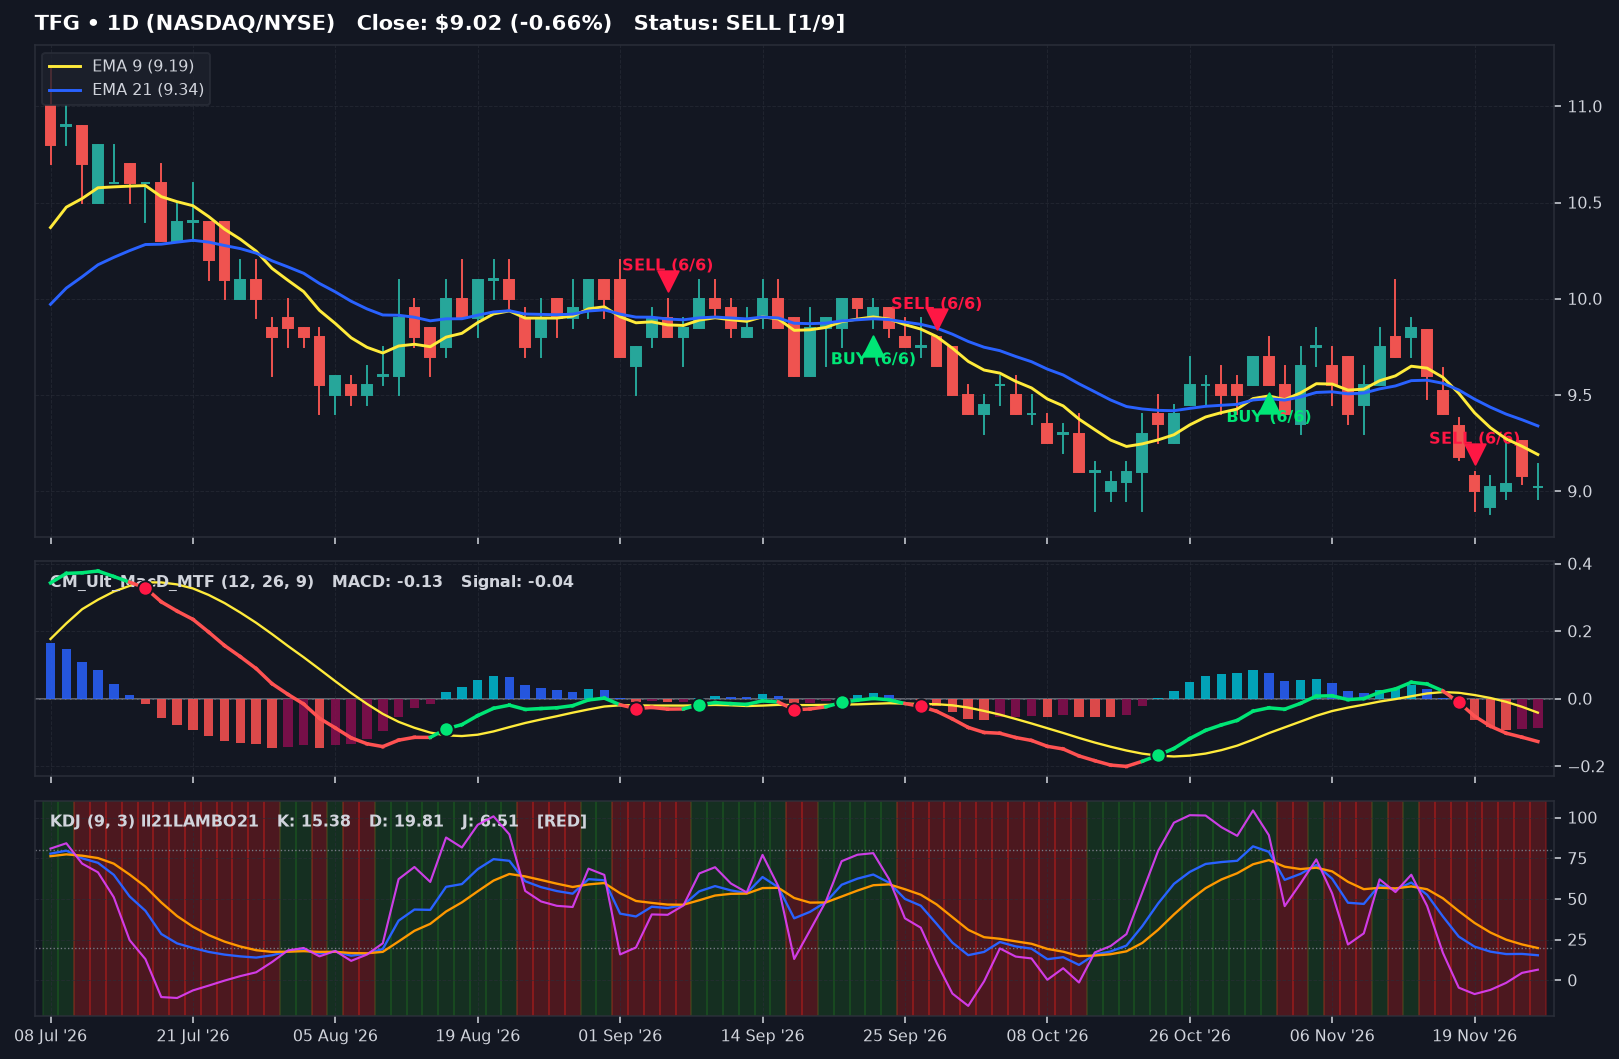 TFG • 1D (NASDAQ/NYSE)   Close: $9.02 (-0.66%)   Status: SELL [1/9]
EMA 9 (9.19)
EMA 21 (9.34)
11.0
10.5
10.0
9.5
9.0
SELL (6/6)
SELL (6/6)
BUY (6/6)
BUY (6/6)
SELL (6/6)
CM_Ult_MacD_MTF (12, 26, 9)   MACD: -0.13   Signal: -0.04
0.4
0.2
0.0
−0.2
KDJ (9, 3) II21LAMBO21   K: 15.38   D: 19.81   J: 6.51   [RED]
100
75
50
25
0
08 Jul '26   21 Jul '26   05 Aug '26   19 Aug '26   01 Sep '26   14 Sep '26   25 Sep '26   08 Oct '26   26 Oct '26   06 Nov '26   19 Nov '26